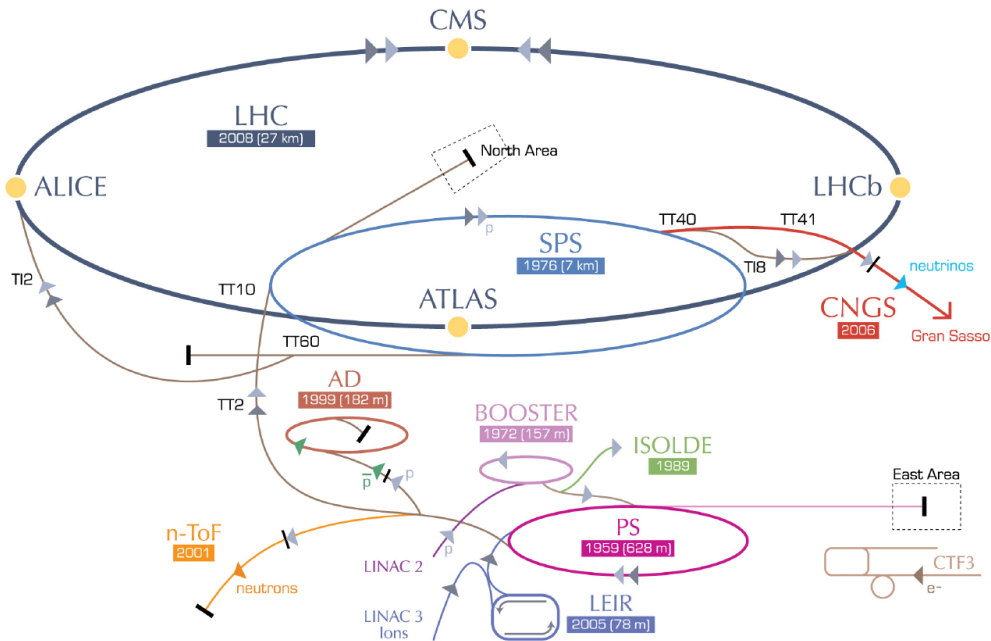 CMS
LHC
2008 (27 km)
North Area
ALICE
LHCb
TT40
TT41
p
SPS
1976 (7 km)
TI8
neutrinos
TI2
TT10
ATLAS
CNGS
2006
Gran Sasso
TT60
AD
1999 (182 m)
TT2
BOOSTER
1972 (157 m)
ISOLDE
1989
p
p
East Area
n-ToF
2001
PS
1959 (628 m)
p
LINAC 2
neutrons
CTF3
e-
LINAC 3
Ions
LEIR
2005 (78 m)